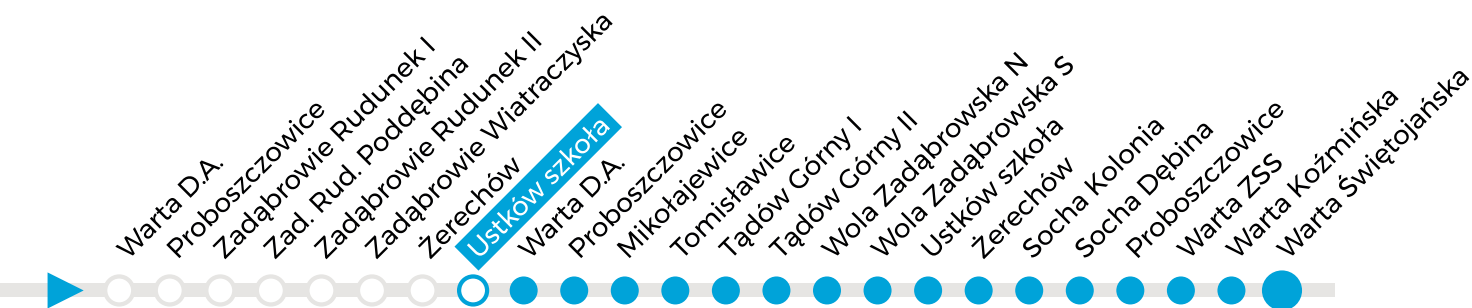 Warta D.A.
Proboszczowice
Zadąbrowie Rudunek I
Zad. Rud. Poddębina
Zadąbrowie Rudunek II
Zadąbrowie Wiatraczyska
Żerechów
Ustków szkoła
Warta D.A.
Proboszczowice
Mikołajewice
Tomisławice
Tądów Górny I
Tądów Górny II
Wola Zadąbrowska N
Wola Zadąbrowska S
Ustków szkoła
Żerechów
Socha Kolonia
Socha Dębina
Proboszczowice
Warta ZSS
Warta Koźmińska
Warta Świętojańska